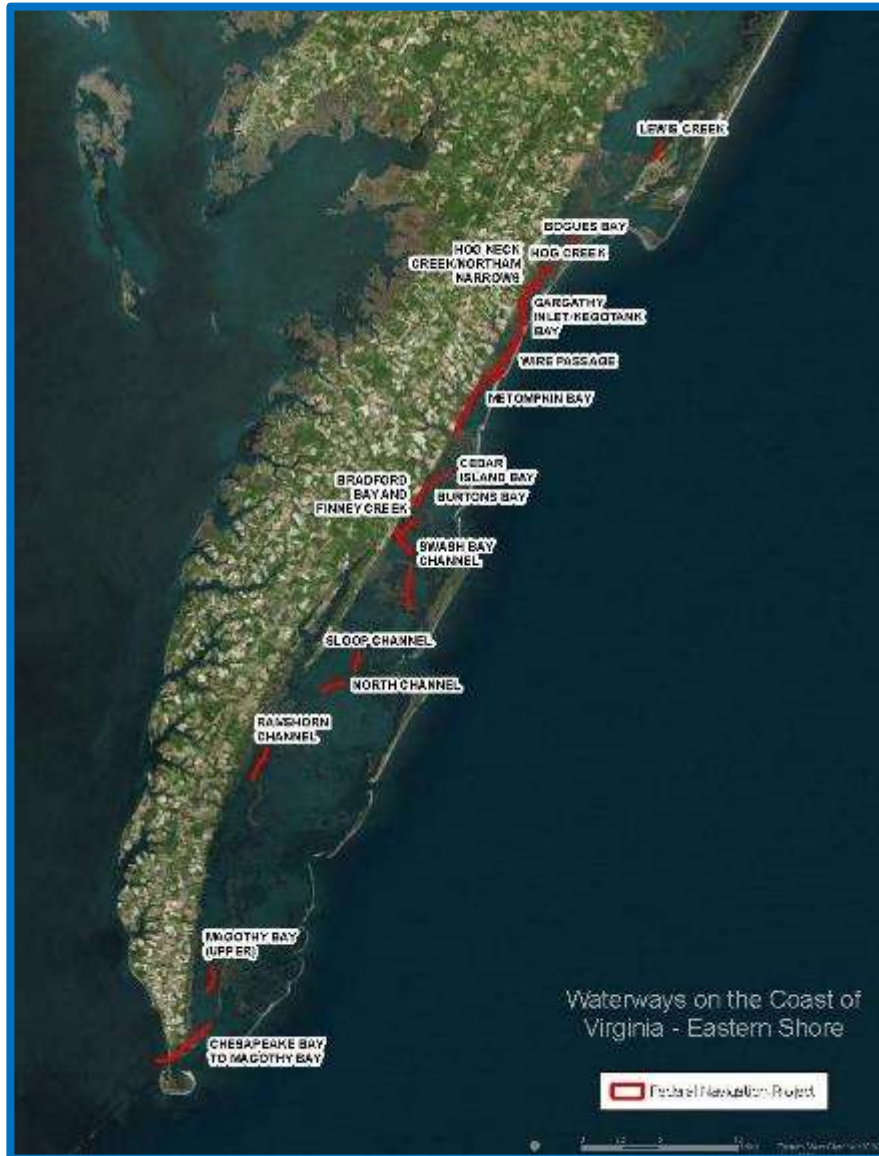 LEWIS CREEK
BOGUES BAY
HOG NECK
CREEK/NORTHAM
NARROWS
HOG CREEK
GARGATHY
INLET-KEGOTANK
BAY
WIRE PASSAGE
METOMPKIN BAY
CEDAR
ISLAND BAY
BRADFORD
BAY AND
FINNEY CREEK
BURTONS BAY
SWASH BAY
CHANNEL
SLOOP CHANNEL
NORTH CHANNEL
RAMSHORN
CHANNEL
MAGOTHY BAY
(UPPER)
CHESAPEAKE BAY
TO MAGOTHY BAY
Waterways on the Coast of
Virginia - Eastern Shore
Federal Navigation Project